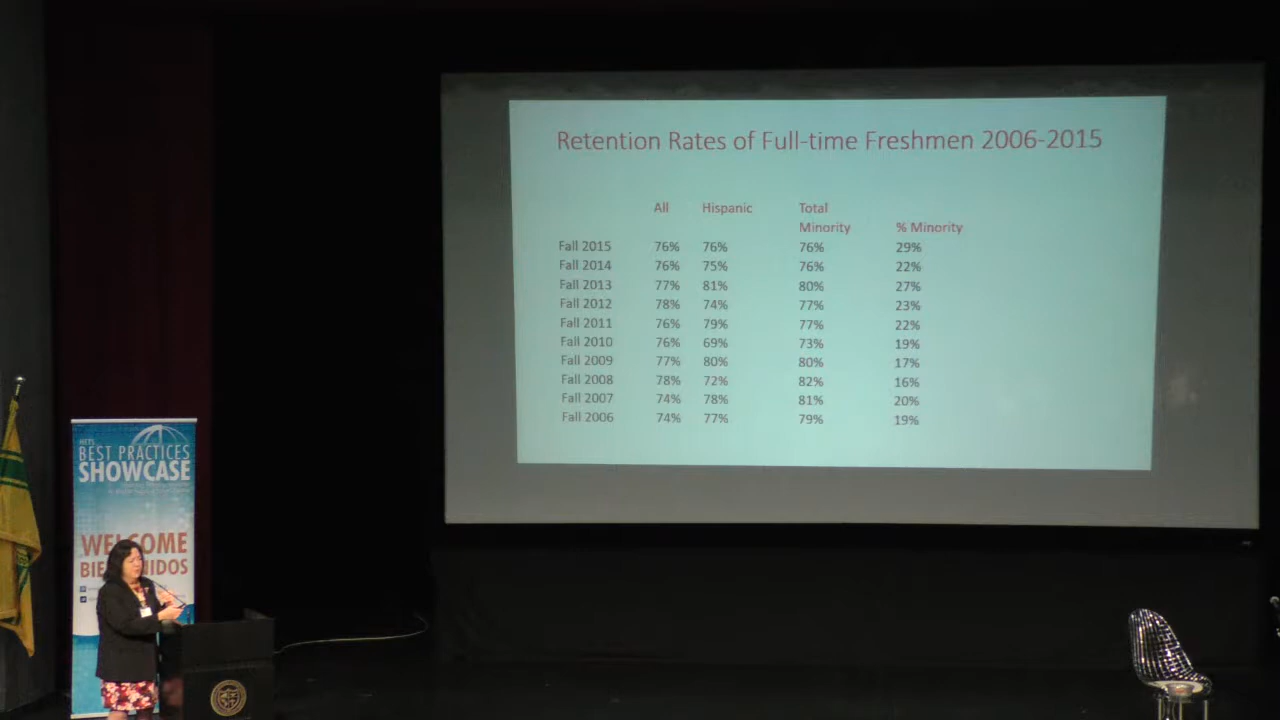 Retention Rates of Full-time Freshmen 2006-2015
All Hispanic Total
Minority % Minority
Fall 2015 76% 76% 76% 29%
Fall 2014 76% 75% 76% 22%
Fall 2013 77% 81% 80% 27%
Fall 2012 78% 74% 77% 23%
Fall 2011 76% 79% 77% 22%
Fall 2010 76% 69% 73% 19%
Fall 2009 77% 80% 80% 17%
Fall 2008 78% 72% 82% 16%
Fall 2007 74% 78% 81% 20%
Fall 2006 74% 77% 79% 19%
BEST PRACTICES
SHOWCASE
WELCOME